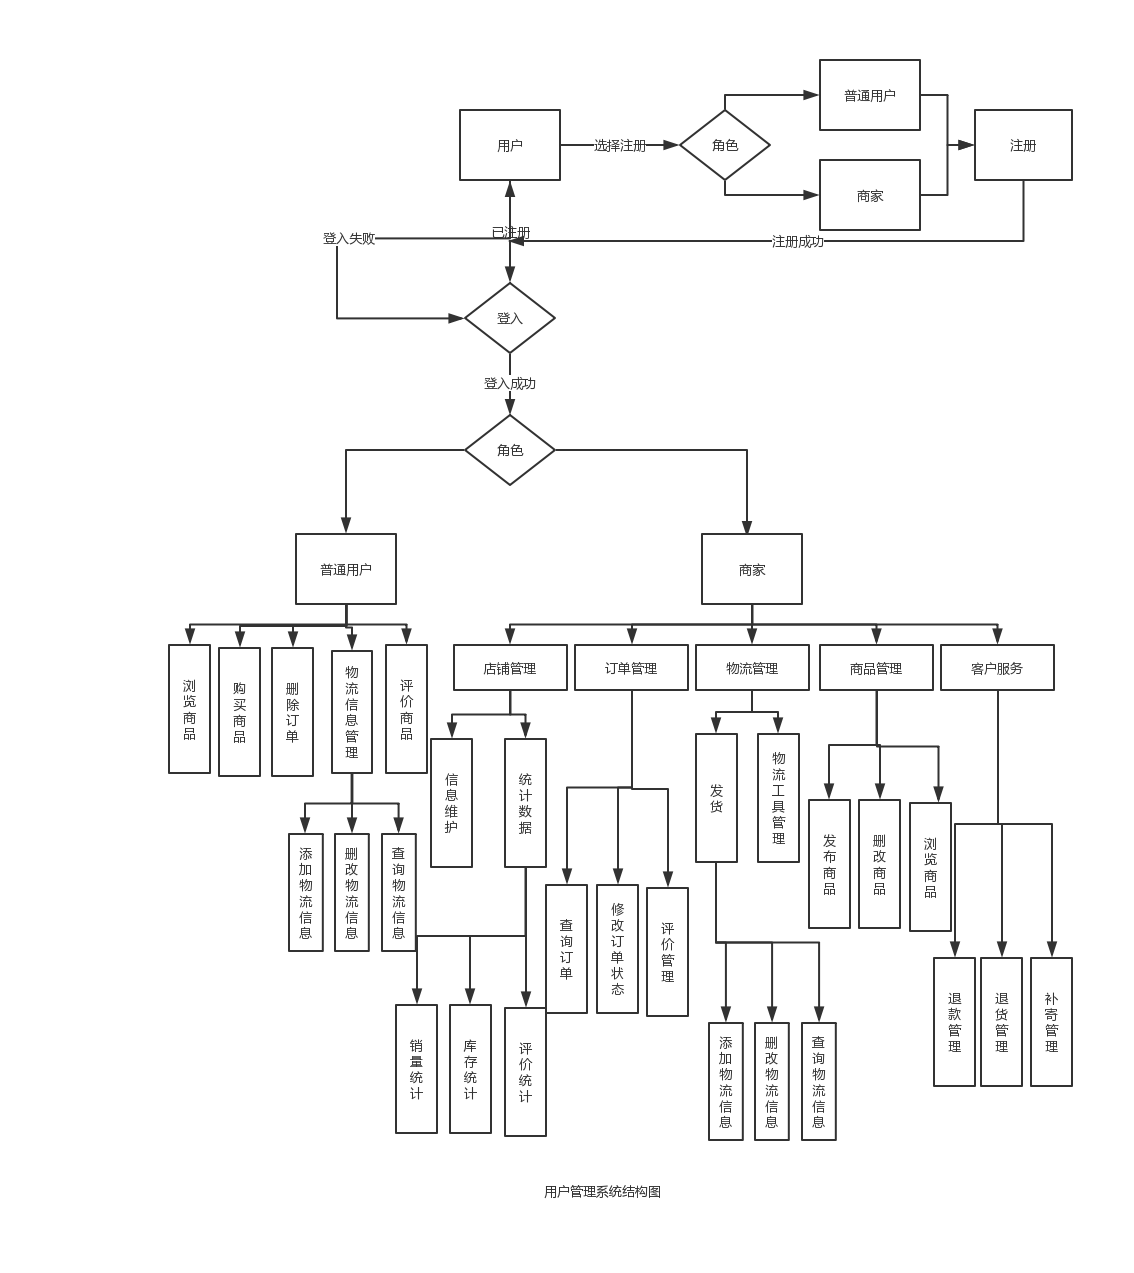 普通用户
用户
选择注册
角色
注册
商家
已注册
登入失败
注册成功
登入
登入成功
角色
普通用户
商家
店铺管理
订单管理
物流管理
商品管理
客户服务
浏览商品
购买商品
删除订单
物流信息管理
评价商品
信息维护
统计数据
发货
物流工具管理
添加物流信息
删改物流信息
查询物流信息
发布商品
删改商品
浏览商品
查询订单
修改订单状态
评价管理
退款管理
退货管理
补寄管理
销量统计
库存统计
评价统计
添加物流信息
删改物流信息
查询物流信息
用户管理系统结构图